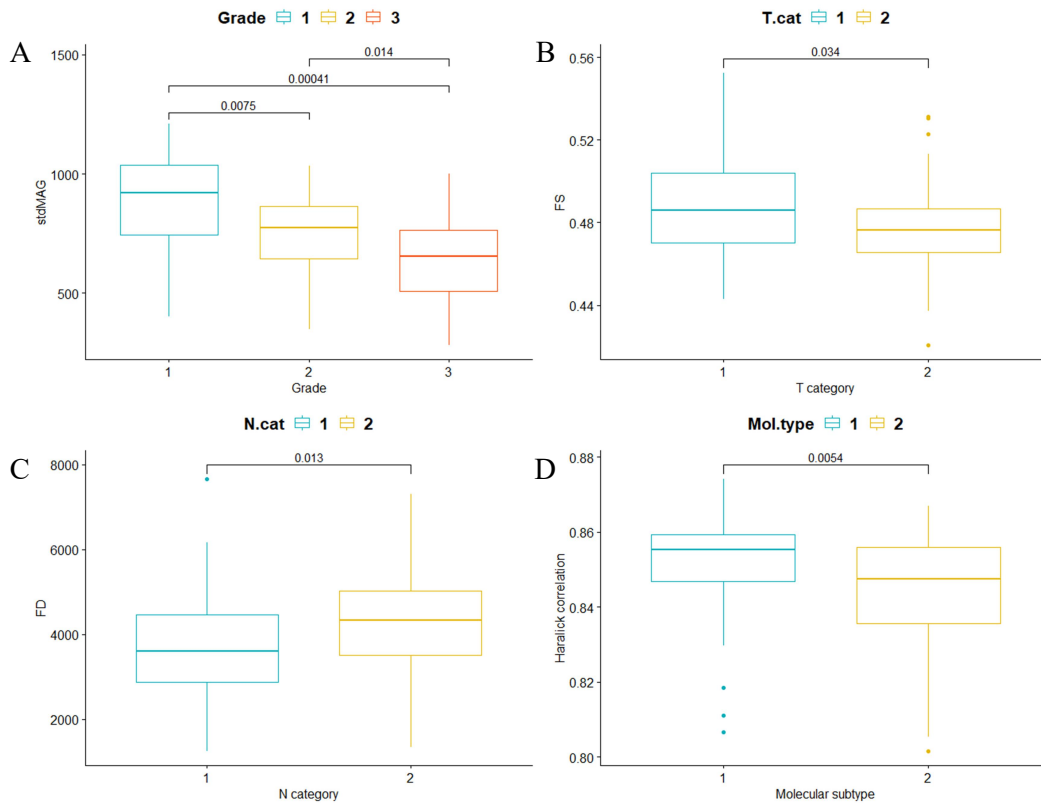 Grade 1 2 3
A
1500
1000
500
stdMAG
0.014
0.00041
0.0075
1 2 3
Grade
T.cat 1 2
B
0.56
0.52
0.48
0.44
FS
0.034
1 2
T category
N.cat 1 2
C
8000
6000
4000
2000
FD
0.013
1 2
N category
Mol.type 1 2
D
0.88
0.86
0.84
0.82
0.80
Haralick correlation
0.0054
1 2
Molecular subtype